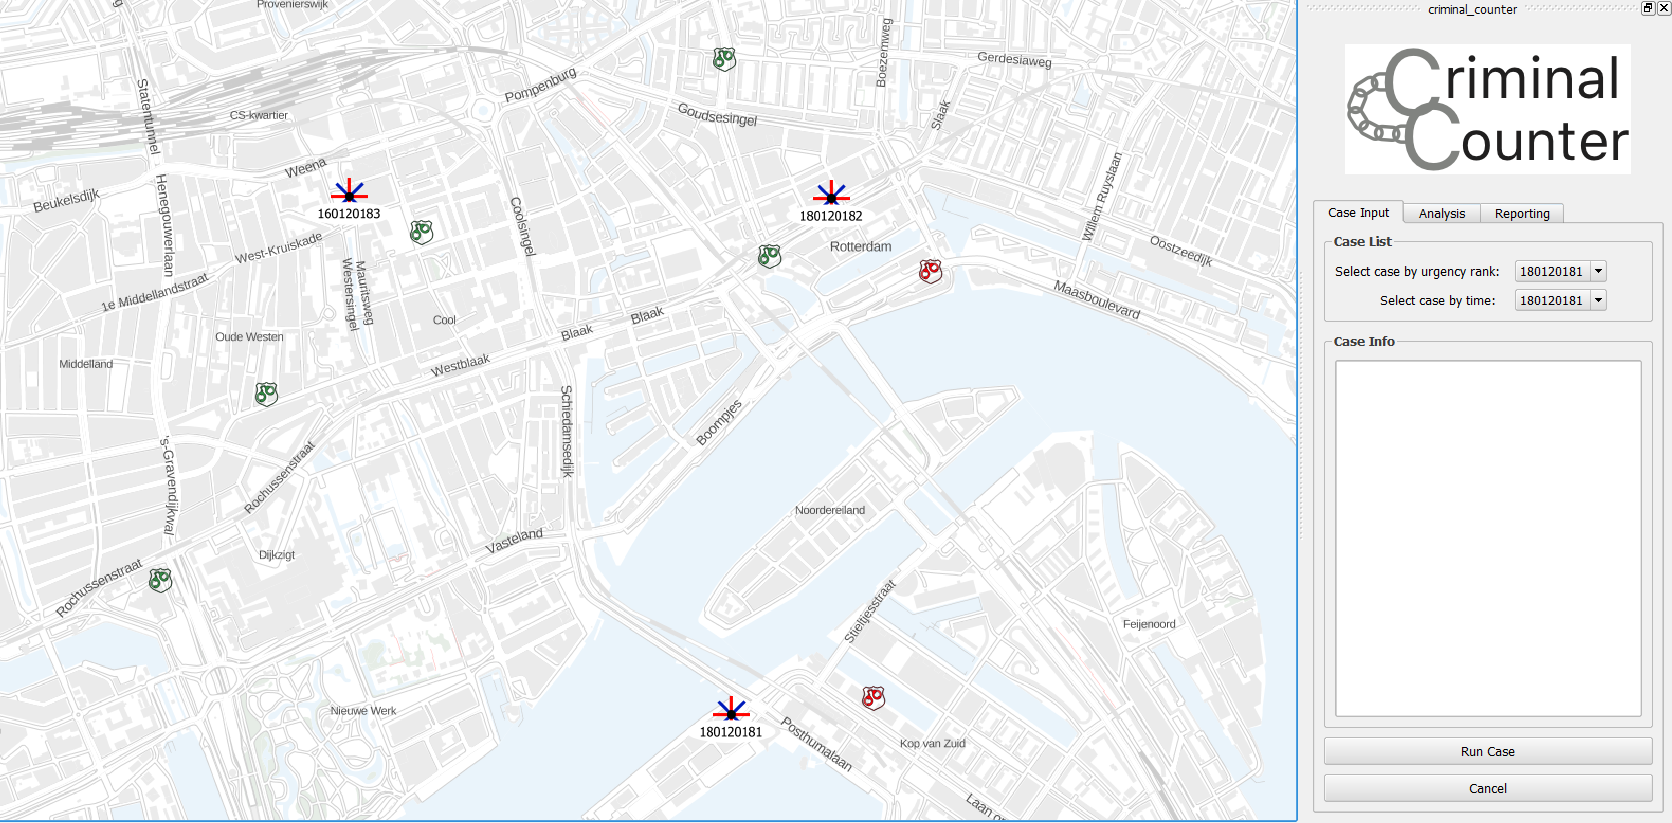 Provenierswijk
criminal_counter
Gerdesiaweg
Boezemweg
Statentunnel
Pompenburg
CS-kwartier
Goudsesingel
Slaak
Criminal
Counter
Weena
Beukelsdijk
Henegouwerlaan
160120183
180120182
Coolsingel
Willem Ruyslaan
West-Kruiskade
Rotterdam
Oostzeedijk
1e Middellandstraat
Mauritsweg
Westersingel
Maasboulevard
Cool
Blaak
Blaak
Oude Westen
Middelland
Westblaak
Schiedamsedijk
Boompjes
's-Gravendijkwal
Rochussenstraat
Noordereiland
Vasteland
Dijkzigt
Rochussenstraat
Stieltjesstraat
Feijenoord
Nieuwe Werk
180120181
Posthumalaan
Kop van Zuid
Laan o
Case Input
Analysis
Reporting
Case List
Select case by urgency rank:
180120181
Select case by time:
180120181
Case Info
Run Case
Cancel